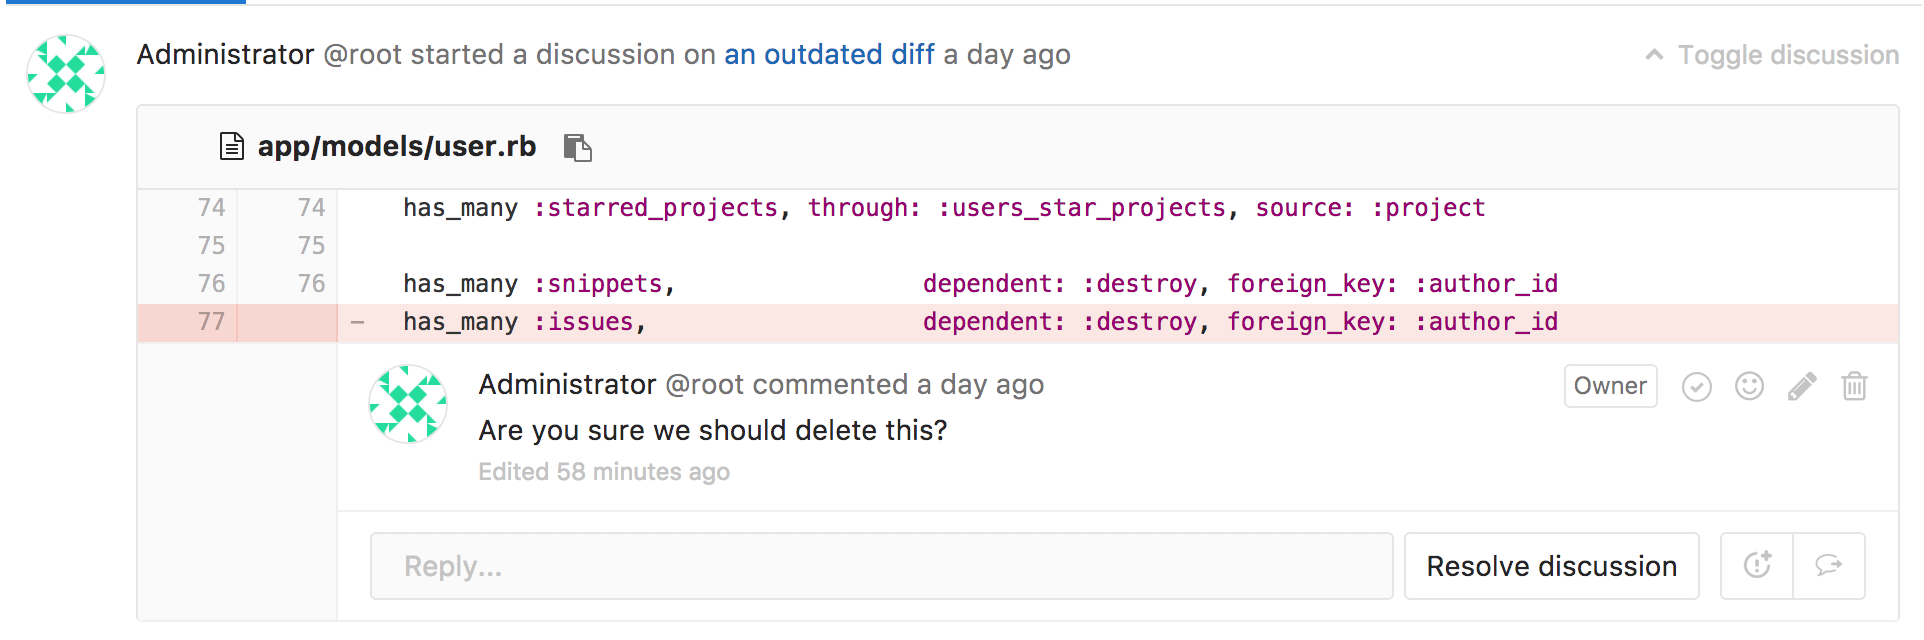 Administrator @root started a discussion on an outdated diff a day ago
Toggle discussion
app/models/user.rb
74 74 has_many :starred_projects, through: :users_star_projects, source: :project
75 75
76 76 has_many :snippets, dependent: :destroy, foreign_key: :author_id
77 - has_many :issues, dependent: :destroy, foreign_key: :author_id
Administrator @root commented a day ago
Owner
Are you sure we should delete this?
Edited 58 minutes ago
Reply...
Resolve discussion